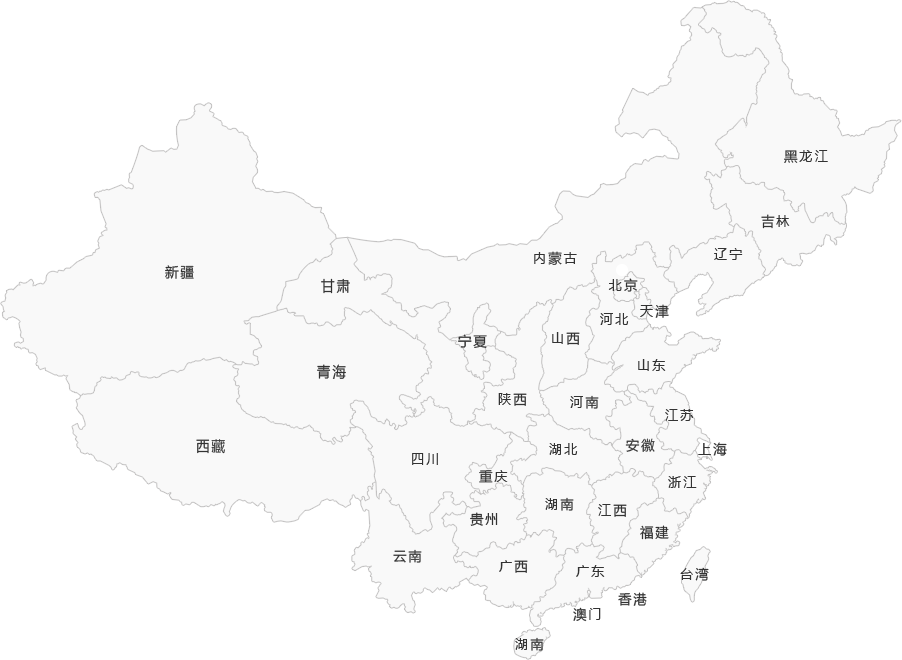 黑龙江
吉林
辽宁
内蒙古
新疆
甘肃
北京
天津
河北
宁夏
山西
山东
青海
陕西
河南
江苏
西藏
四川
湖北
安徽
上海
重庆
浙江
贵州
湖南
江西
福建
云南
广西
广东
台湾
香港
澳门
湖南